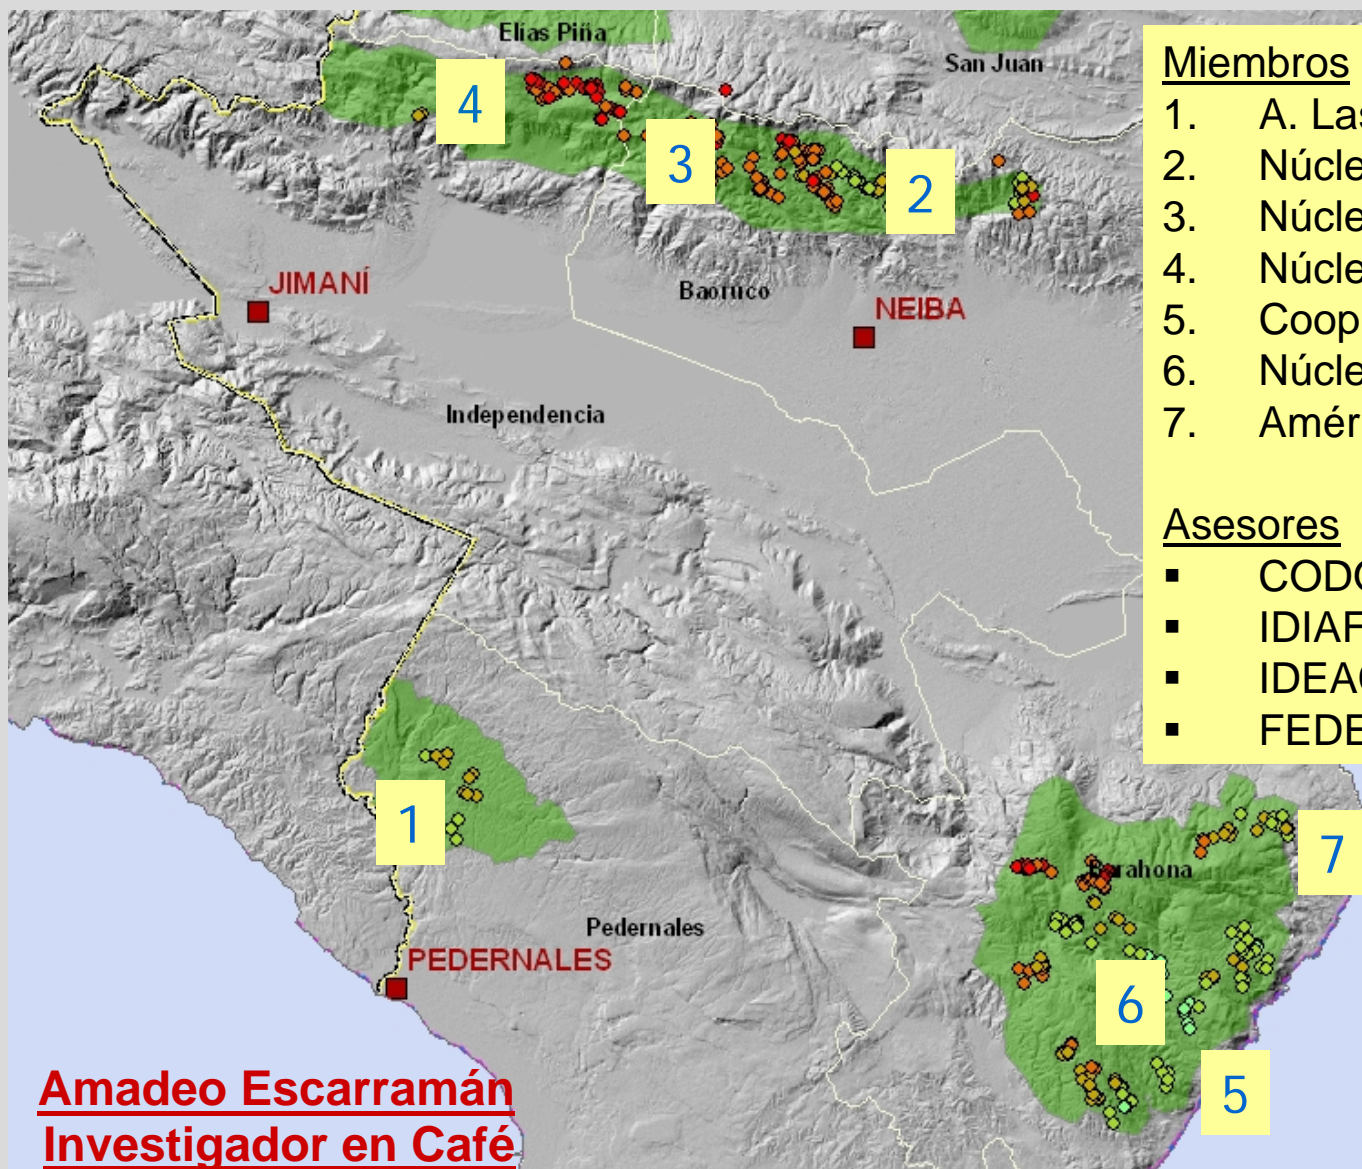 Elías Piña
San Juan
4
3
2
JIMANÍ
Baoruco
NEIBA
Independencia
1
Pedernales
PEDERNALES
Barahona
7
6
5
Amadeo Escarramán
Investigador en Café
Miembros
1. A. Las
2. Núcle
3. Núcle
4. Núcle
5. Coop
6. Núcle
7. Amér
Asesores
▪ CODO
▪ IDIAF
▪ IDEAC
▪ FEDE